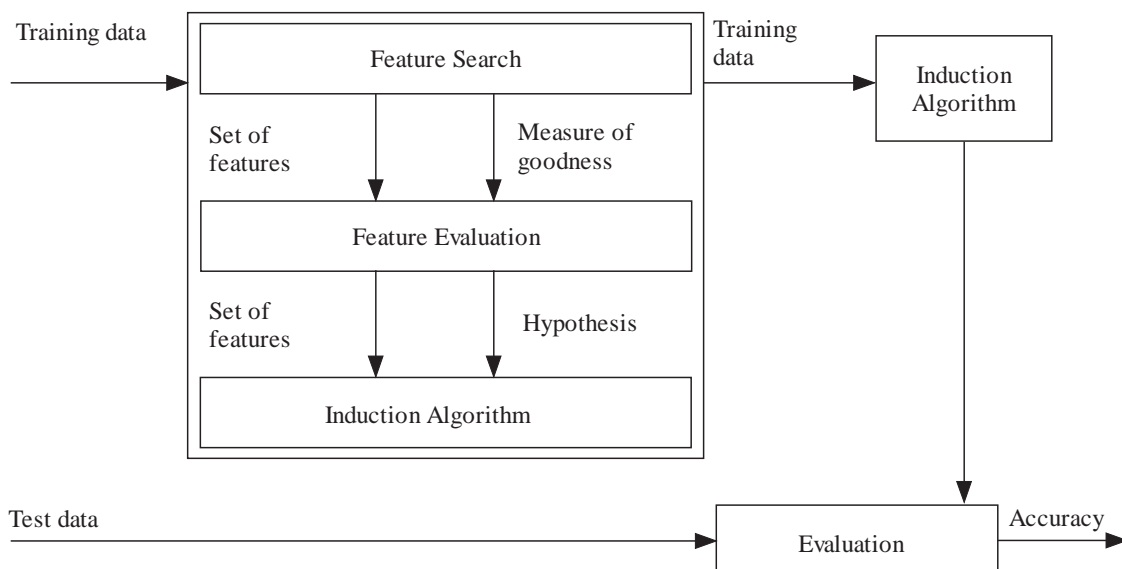 Training data
Feature Search
Training
data
Induction
Algorithm
Set of
features
Measure of
goodness
Feature Evaluation
Set of
features
Hypothesis
Induction Algorithm
Test data
Evaluation
Accuracy